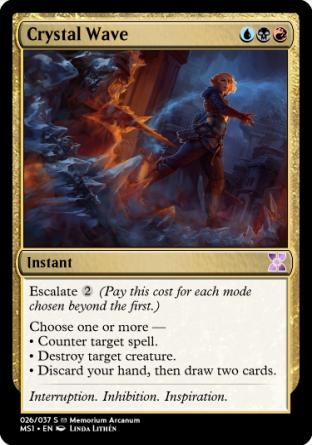 Crystal Wave
Instant
Escalate 2 (Pay this cost for each mode
chosen beyond the first.)
Choose one or more —
• Counter target spell.
• Destroy target creature.
• Discard your hand, then draw two cards.
Interruption. Inhibition. Inspiration.
026/037 S Memorium Arcanum
MS1 • EN Linda Lithén